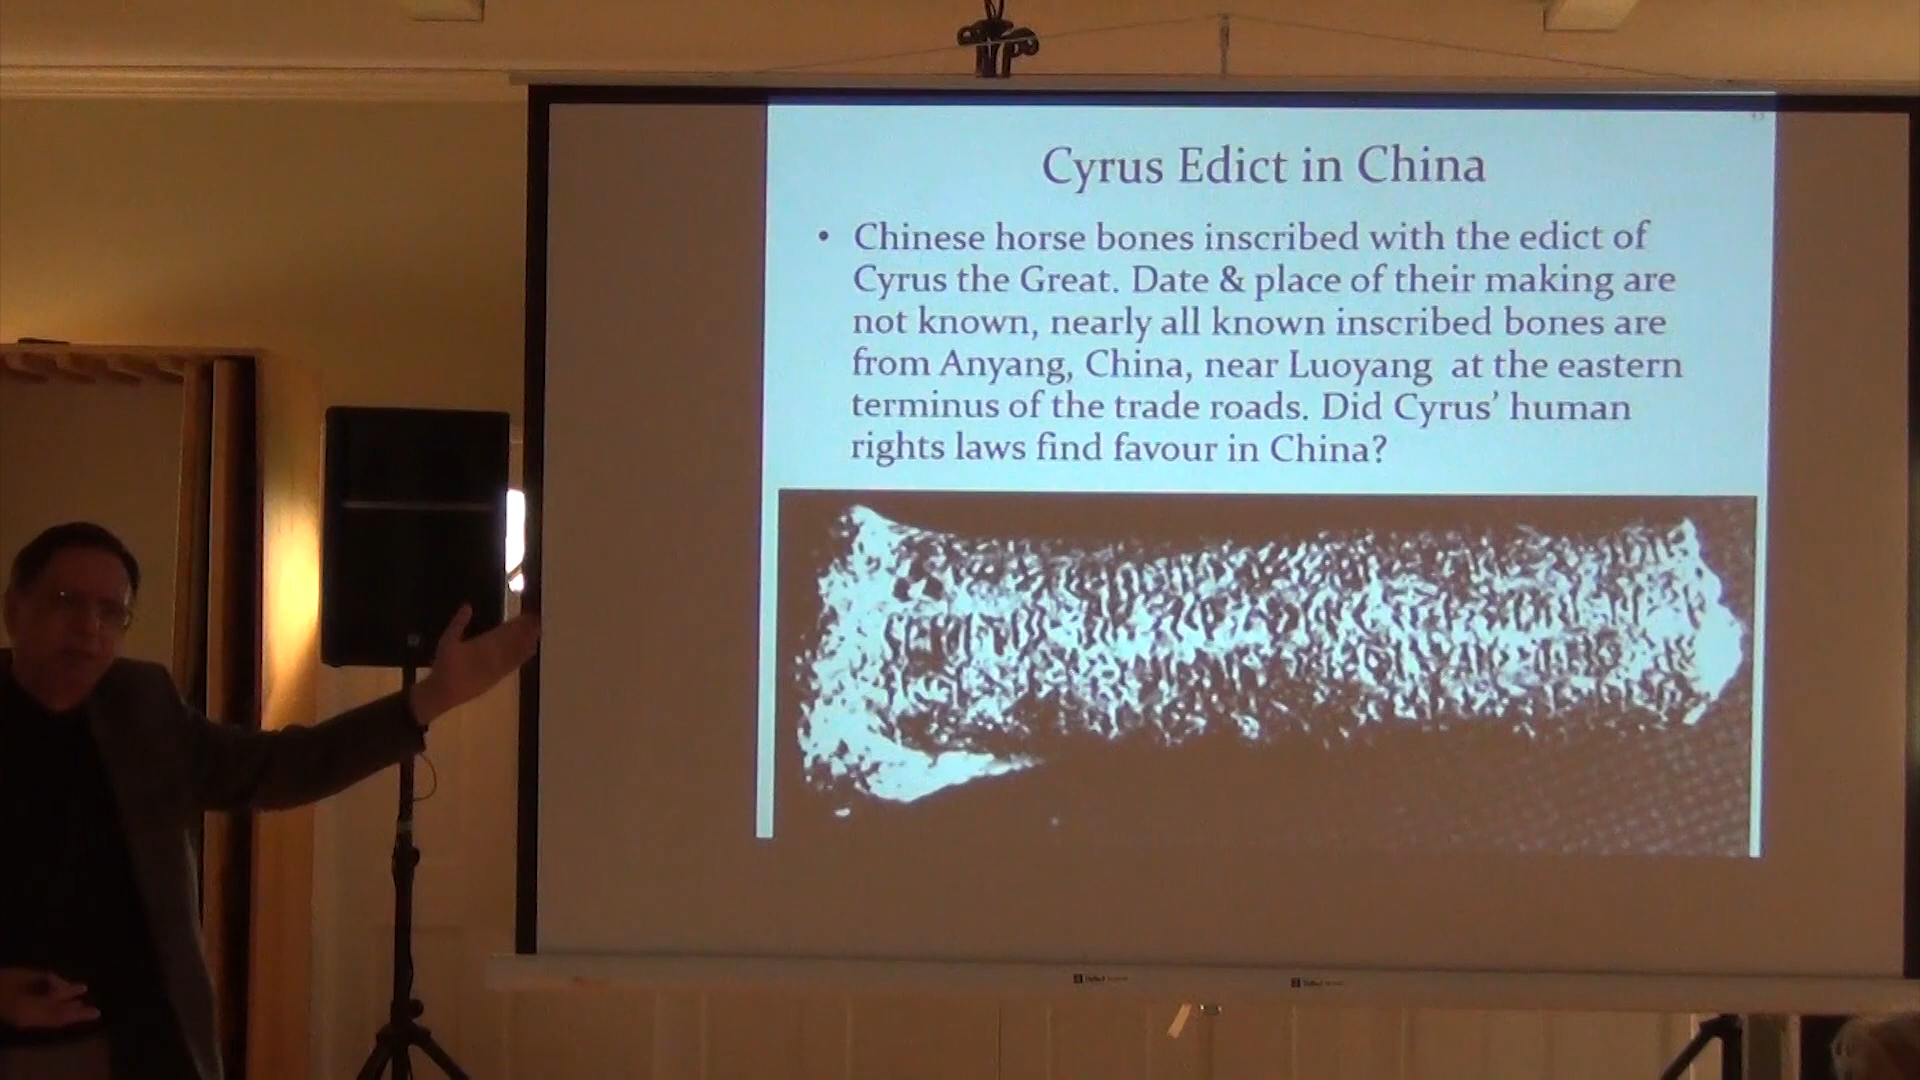 Cyrus Edict in China
• Chinese horse bones inscribed with the edict of
Cyrus the Great. Date & place of their making are
not known, nearly all known inscribed bones are
from Anyang, China, near Luoyang at the eastern
terminus of the trade roads. Did Cyrus’ human
rights laws find favour in China?